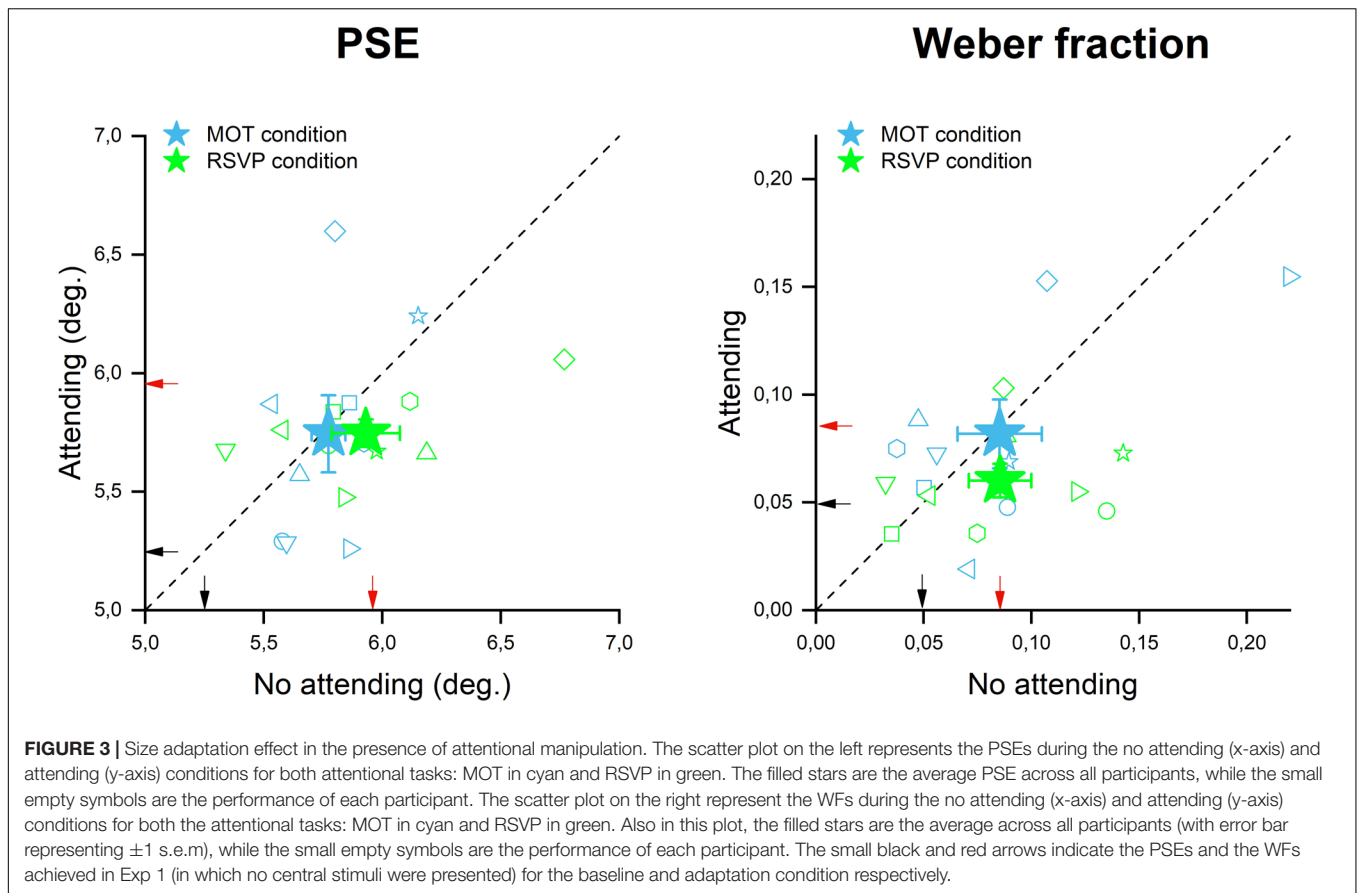 PSE
Weber fraction
MOT condition
RSVP condition
7,0
6,5
6,0
5,5
5,0
Attending (deg.)
5,0
5,5
6,0
6,5
7,0
No attending (deg.)
MOT condition
RSVP condition
0,20
0,15
0,10
0,05
0,00
Attending
0,00
0,05
0,10
0,15
0,20
No attending
FIGURE 3 | Size adaptation effect in the presence of attentional manipulation. The scatter plot on the left represents the PSEs during the no attending (x-axis) and
attending (y-axis) conditions for both attentional tasks: MOT in cyan and RSVP in green. The filled stars are the average PSE across all participants, while the small
empty symbols are the performance of each participant. The scatter plot on the right represent the WFs during the no attending (x-axis) and attending (y-axis)
conditions for both the attentional tasks: MOT in cyan and RSVP in green. Also in this plot, the filled stars are the average across all participants (with error bar
representing ±1 s.e.m), while the small empty symbols are the performance of each participant. The small black and red arrows indicate the PSEs and the WFs
achieved in Exp 1 (in which no central stimuli were presented) for the baseline and adaptation condition respectively.